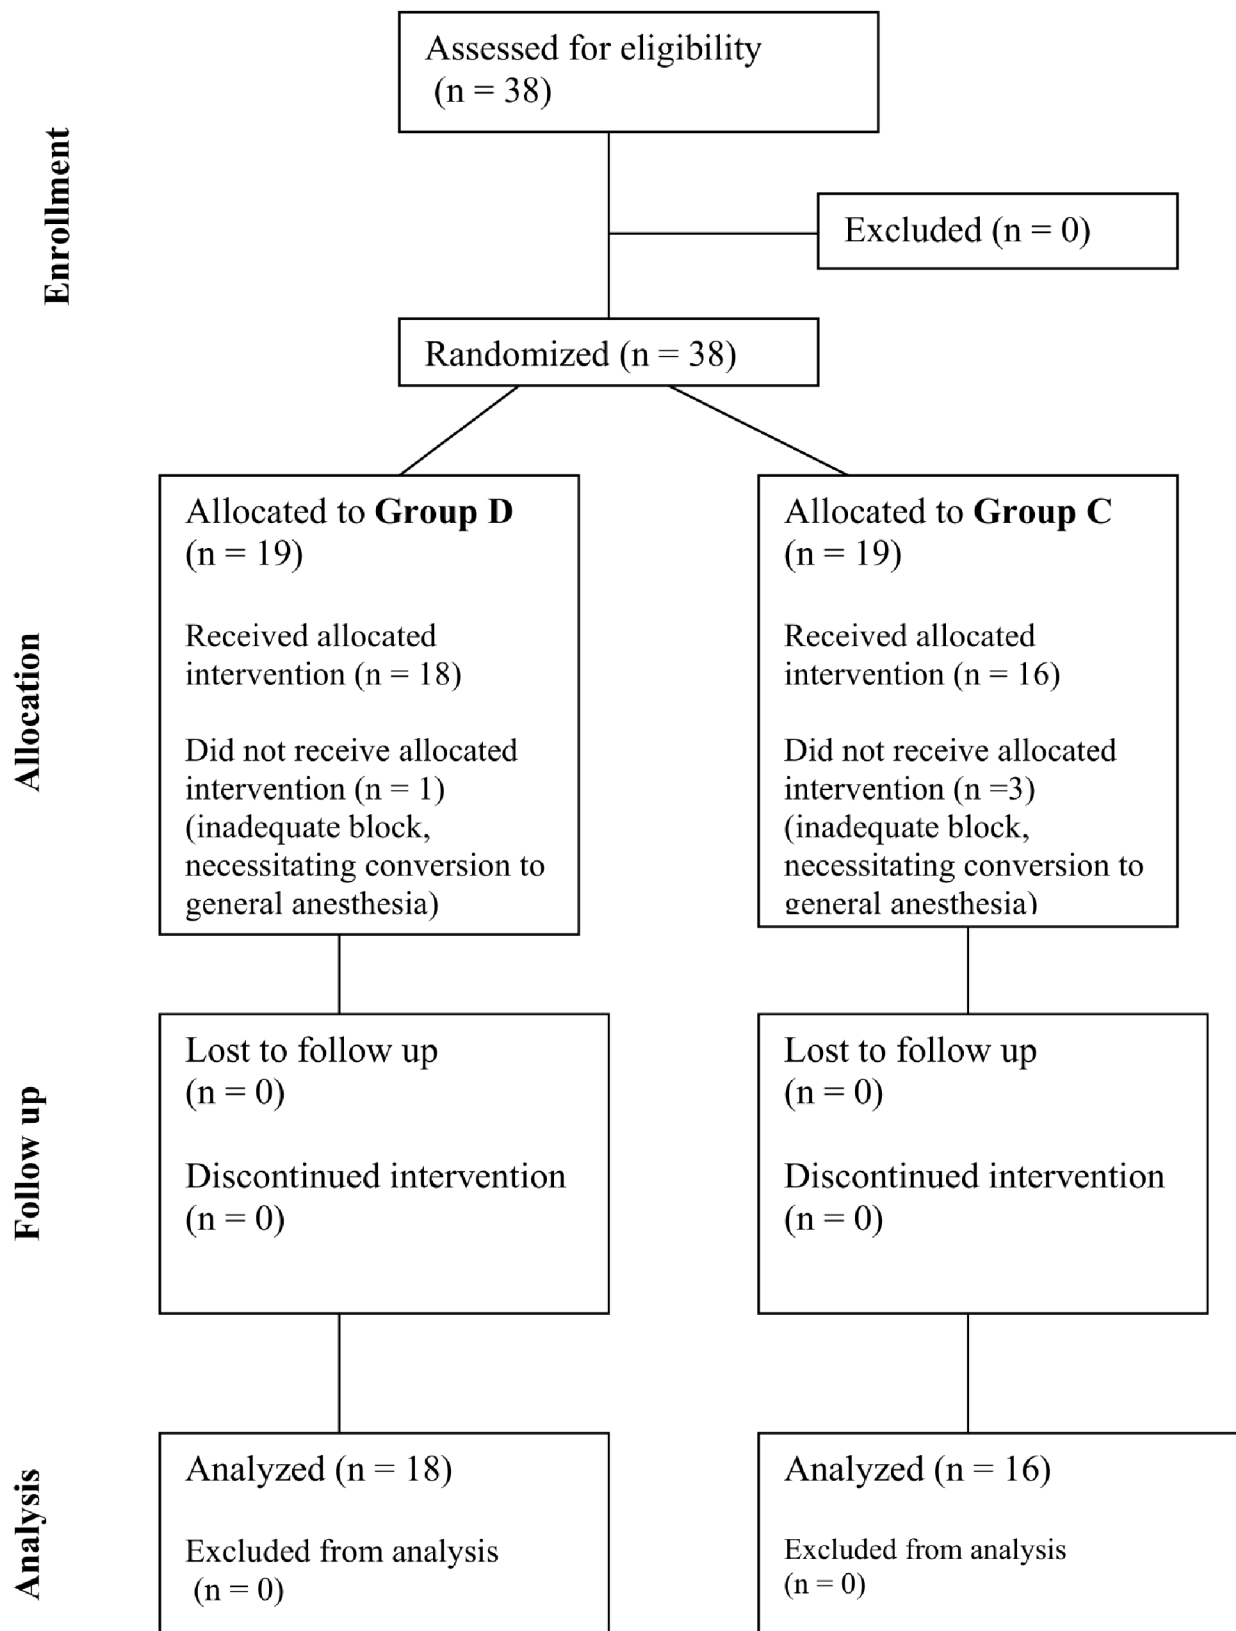 Enrollment
Assessed for eligibility
(n = 38)
Excluded (n = 0)
Randomized (n = 38)
Allocation
Allocated to Group D
(n = 19)
Received allocated
intervention (n = 18)
Did not receive allocated
intervention (n = 1)
(inadequate block,
necessitating conversion to
general anesthesia)
Allocated to Group C
(n = 19)
Received allocated
intervention (n = 16)
Did not receive allocated
intervention (n =3)
(inadequate block,
necessitating conversion to
general anesthesia)
Follow up
Lost to follow up
(n = 0)
Discontinued intervention
(n = 0)
Lost to follow up
(n = 0)
Discontinued intervention
(n = 0)
Analysis
Analyzed (n = 18)
Excluded from analysis
(n = 0)
Analyzed (n = 16)
Excluded from analysis
(n = 0)